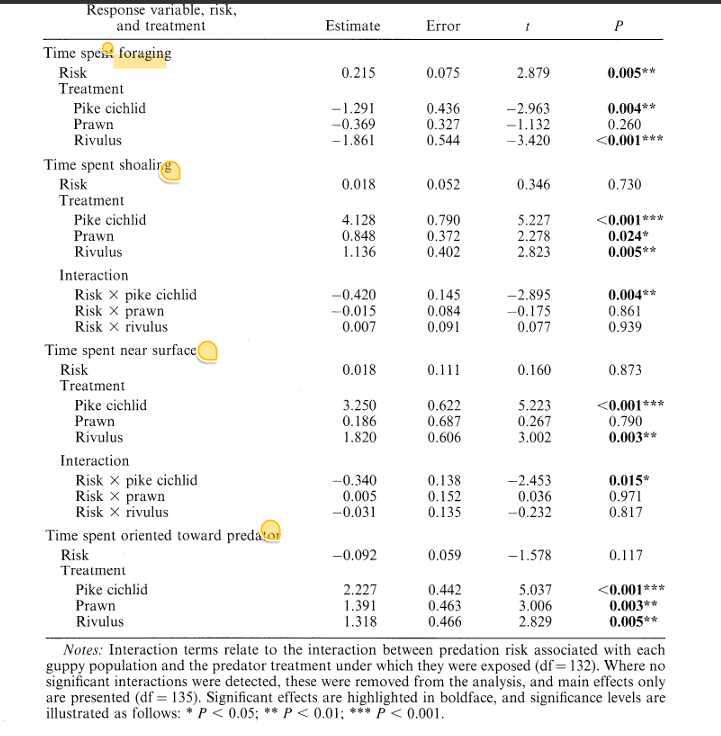 Response variable, risk,
and treatment Estimate Error t P
Time spent foraging
Risk 0.215 0.075 2.879 0.005**
Treatment
Pike cichlid −1.291 0.436 −2.963 0.004**
Prawn −0.369 0.327 −1.132 0.260
Rivulus −1.861 0.544 −3.420 <0.001***
Time spent shoaling
Risk 0.018 0.052 0.346 0.730
Treatment
Pike cichlid 4.128 0.790 5.227 <0.001***
Prawn 0.848 0.372 2.278 0.024*
Rivulus 1.136 0.402 2.823 0.005**
Interaction
Risk × pike cichlid −0.420 0.145 −2.895 0.004**
Risk × prawn −0.015 0.084 −0.175 0.861
Risk × rivulus 0.007 0.091 0.077 0.939
Time spent near surface
Risk 0.018 0.111 0.160 0.873
Treatment
Pike cichlid 3.250 0.622 5.223 <0.001***
Prawn 0.186 0.687 0.267 0.790
Rivulus 1.820 0.606 3.002 0.003**
Interaction
Risk × pike cichlid −0.340 0.138 −2.453 0.015*
Risk × prawn 0.005 0.152 0.036 0.971
Risk × rivulus −0.031 0.135 −0.232 0.817
Time spent oriented toward predator
Risk −0.092 0.059 −1.578 0.117
Treatment
Pike cichlid 2.227 0.442 5.037 <0.001***
Prawn 1.391 0.463 3.006 0.003**
Rivulus 1.318 0.466 2.829 0.005**
Notes: Interaction terms relate to the interaction between predation risk associated with each
guppy population and the predator treatment under which they were exposed (df = 132). Where no
significant interactions were detected, these were removed from the analysis, and main effects only
are presented (df = 135). Significant effects are highlighted in boldface, and significance levels are
illustrated as follows: * P < 0.05; ** P < 0.01; *** P < 0.001.